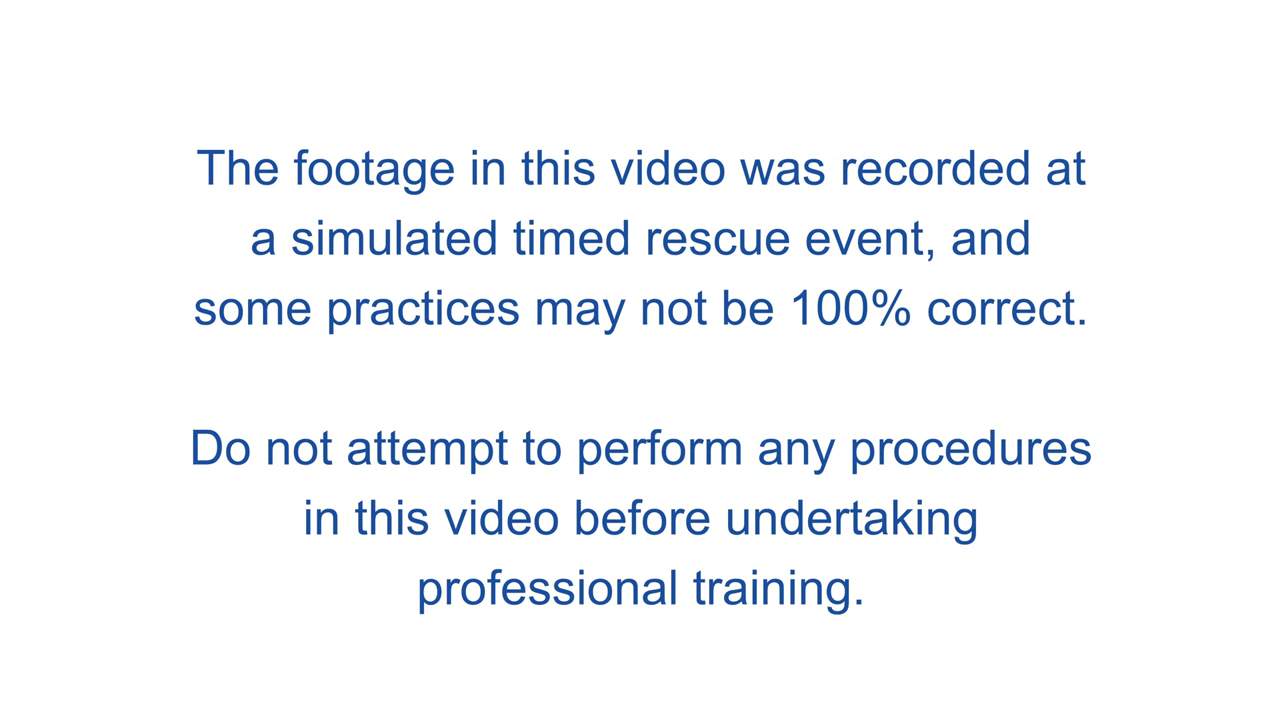 The footage in this video was recorded at
a simulated timed rescue event, and
some practices may not be 100% correct.
Do not attempt to perform any procedures
in this video before undertaking
professional training.